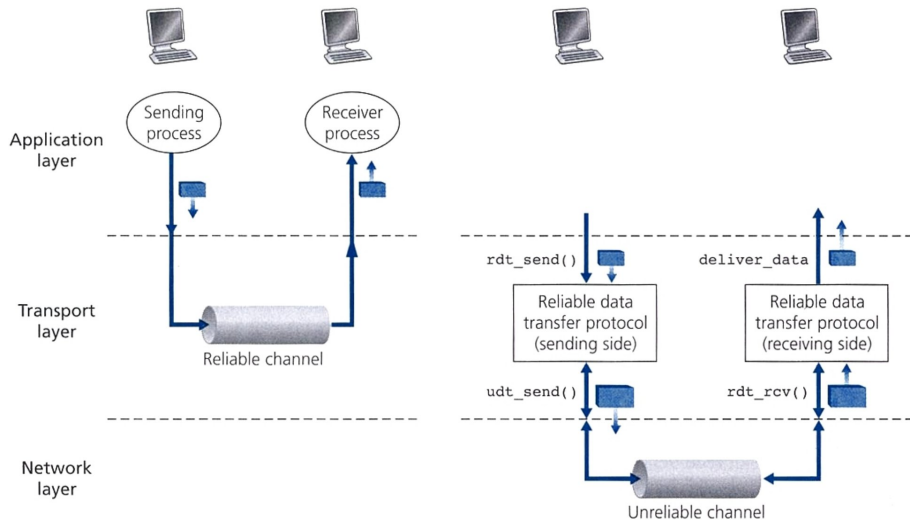 Application
layer
Sending
process
Receiver
process
Transport
layer
Reliable channel
rdt_send()
deliver_data
Reliable data
transfer protocol
(sending side)
Reliable data
transfer protocol
(receiving side)
udt_send()
rdt_rcv()
Network
layer
Unreliable channel